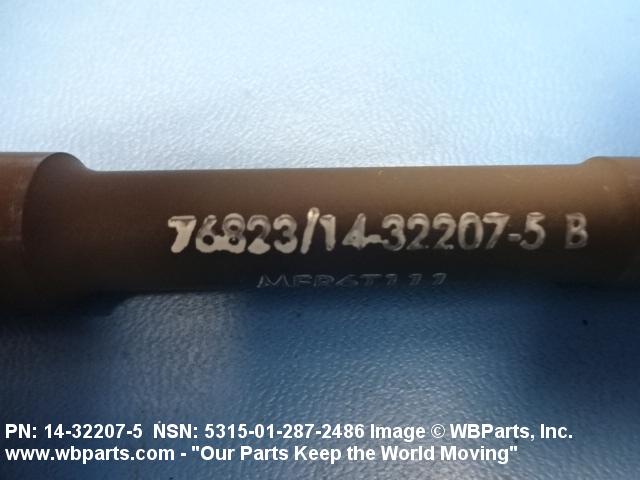 76823/14-32207-5 B
MFR6T111
PN: 14-32207-5 NSN: 5315-01-287-2486 Image © WBParts, Inc.
www.wbparts.com - "Our Parts Keep the World Moving"